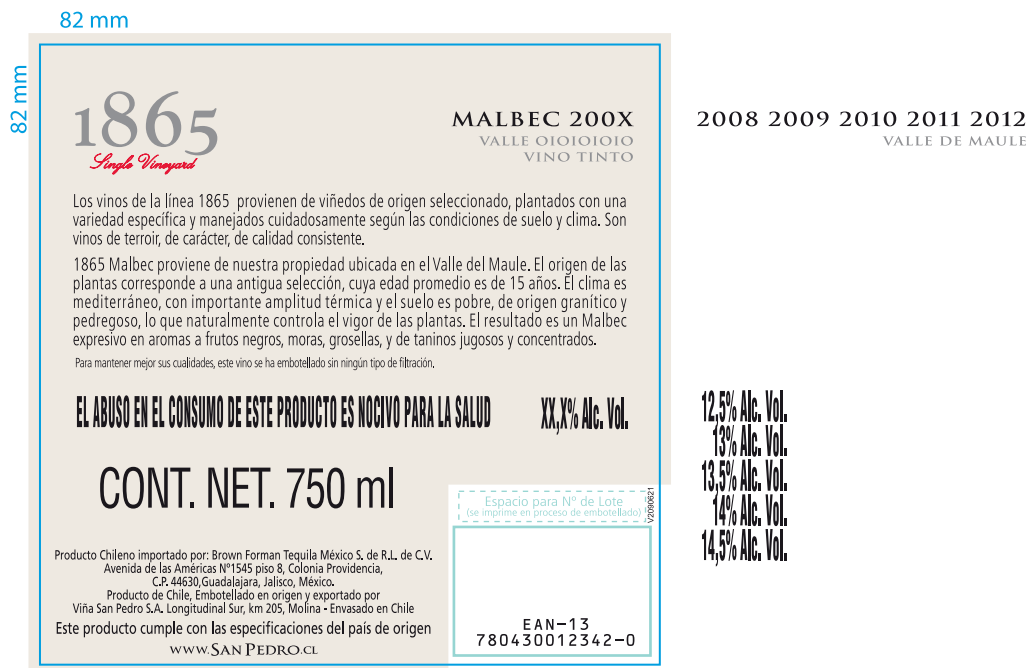 82 mm
82 mm
1865
Single Vineyard
MALBEC 200X
VALLE OIOIOIOIO
VINO TINTO
2008 2009 2010 2011 2012
VALLE DE MAULE
Los vinos de la línea 1865 provienen de viñedos de origen seleccionado, plantados con una
variedad específica y manejados cuidadosamente según las condiciones de suelo y clima. Son
vinos de terroir, de carácter, de calidad consistente.
1865 Malbec proviene de nuestra propiedad ubicada en el Valle del Maule. El origen de las
plantas corresponde a una antigua selección, cuya edad promedio es de 15 años. El clima es
mediterráneo, con importante amplitud térmica y el suelo es pobre, de origen granítico y
pedregoso, lo que naturalmente controla el vigor de las plantas. El resultado es un Malbec
expresivo en aromas a frutos negros, moras, grosellas, y de taninos jugosos y concentrados.
Para mantener mejor sus cualidades, este vino se ha embotellado sin ningún tipo de filtración.
EL ABUSO EN EL CONSUMO DE ESTE PRODUCTO ES NOCIVO PARA LA SALUD
XX,X% Alc. Vol.
12,5% Alc. Vol.
13% Alc. Vol.
13,5% Alc. Vol.
14% Alc. Vol.
14,5% Alc. Vol.
CONT. NET. 750 ml
Espacio para Nº de Lote
(se imprime en proceso de embotellado)
V2090621
Producto Chileno importado por: Brown Forman Tequila México S. de R.L. de C.V.
Avenida de las Américas Nº1545 piso 8, Colonia Providencia,
C.P. 44630,Guadalajara, Jalisco, México.
Producto de Chile, Embotellado en origen y exportado por
Viña San Pedro S.A. Longitudinal Sur, km 205, Molina - Envasado en Chile
Este producto cumple con las especificaciones del país de origen
WWW.SANPEDRO.CL
EAN-13
780430012342-0